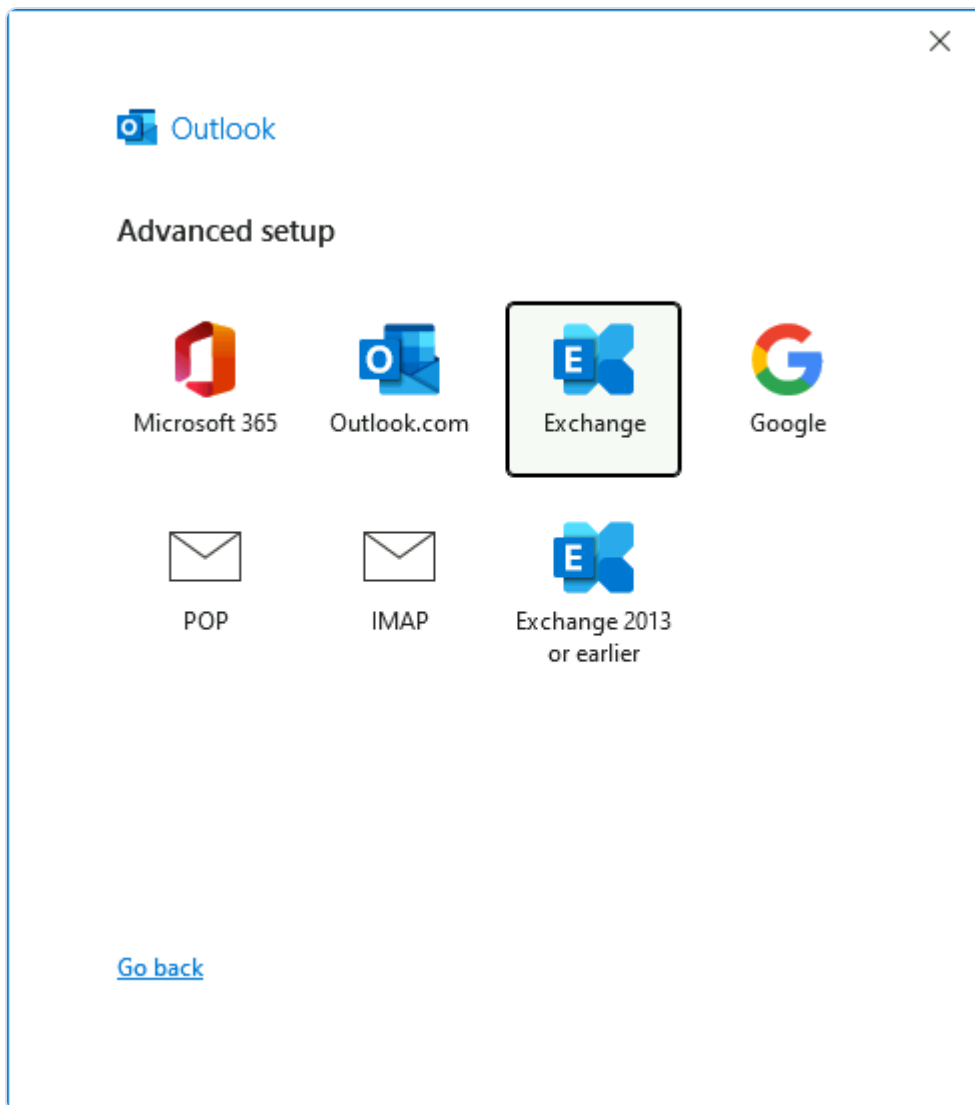 Outlook
Advanced setup
Microsoft 365
Outlook.com
Exchange
Google
POP
IMAP
Exchange 2013
or earlier
Go back